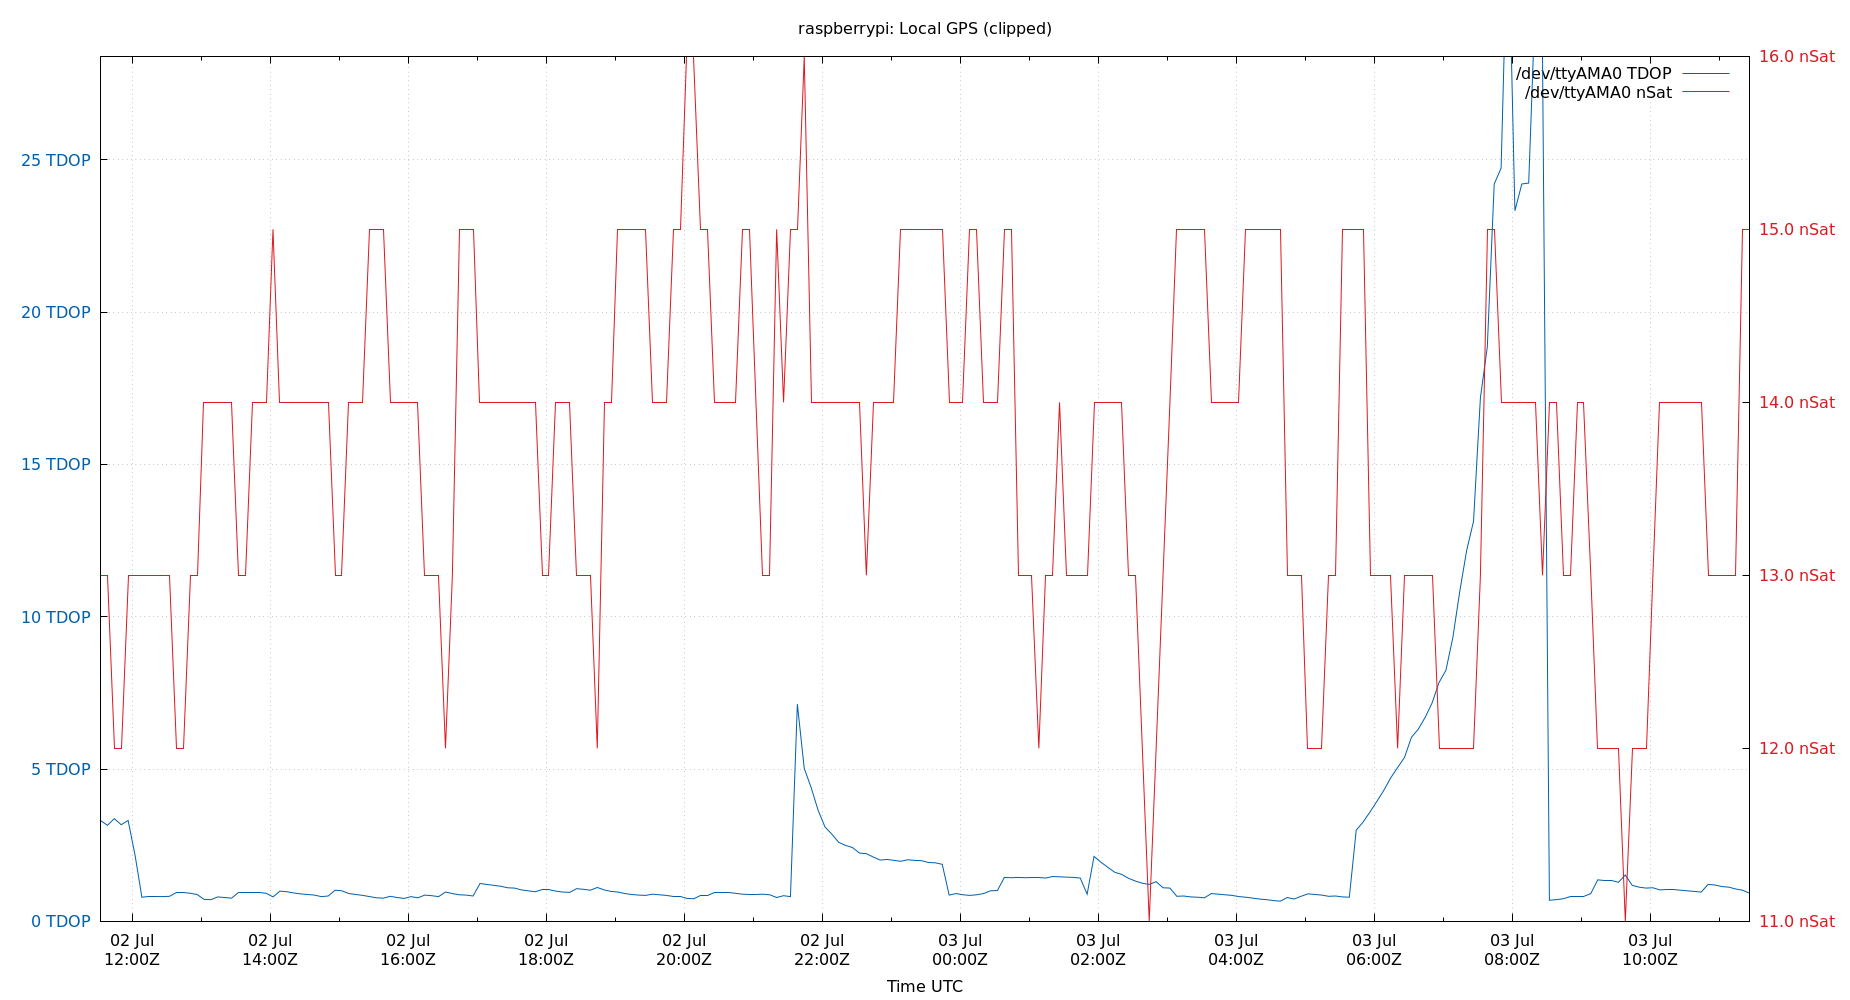 raspberrypi: Local GPS (clipped)
/dev/ttyAMA0 TDOP
/dev/ttyAMA0 nSat
25 TDOP
20 TDOP
15 TDOP
10 TDOP
5 TDOP
0 TDOP
16.0 nSat
15.0 nSat
14.0 nSat
13.0 nSat
12.0 nSat
11.0 nSat
02 Jul
12:00Z
02 Jul
14:00Z
02 Jul
16:00Z
02 Jul
18:00Z
02 Jul
20:00Z
02 Jul
22:00Z
03 Jul
00:00Z
03 Jul
02:00Z
03 Jul
04:00Z
03 Jul
06:00Z
03 Jul
08:00Z
03 Jul
10:00Z
Time UTC